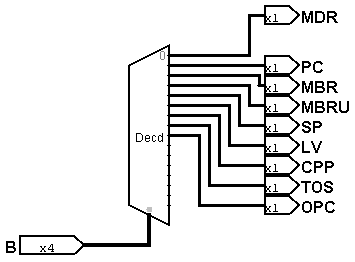 0
x1 MDR
x1 PC
x1 MBR
x1 MBRU
x1 SP
Decd
x1 LV
x1 CPP
x1 TOS
x1 OPC
B x4